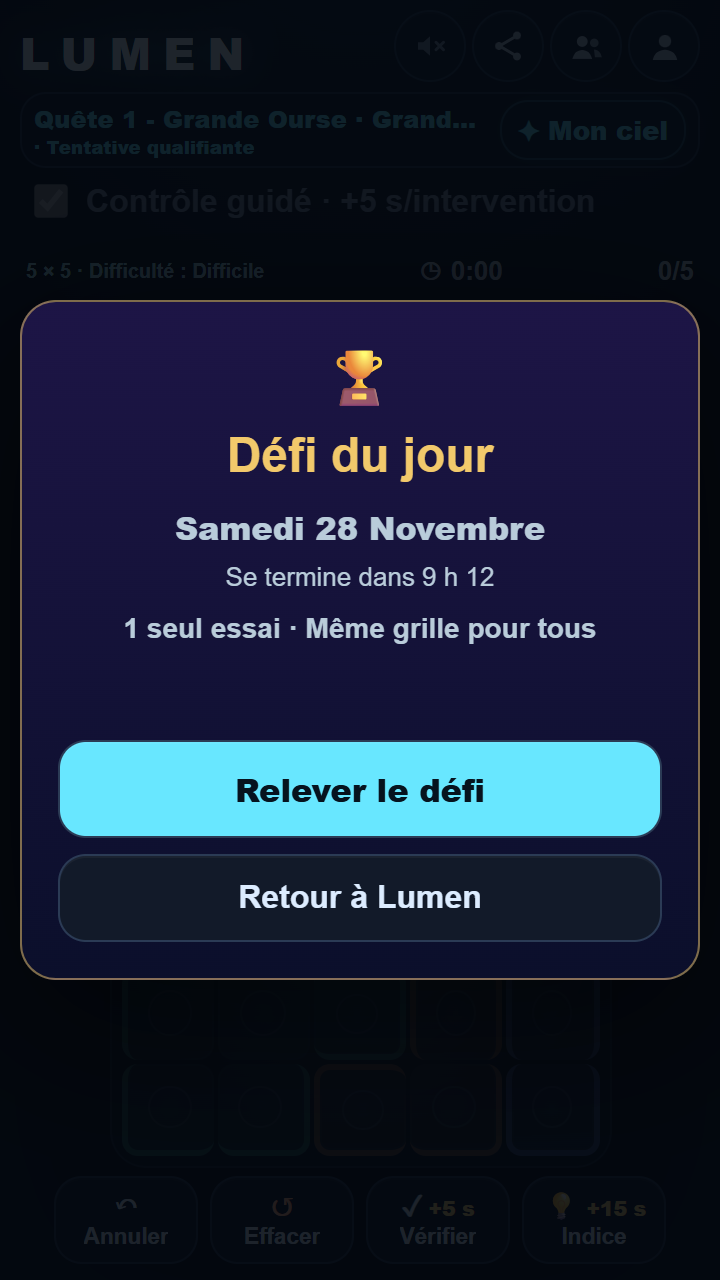 LUMEN
Quête 1 - Grande Ourse · Grand...
· Tentative qualifiante
✦ Mon ciel
Contrôle guidé · +5 s/intervention
5 × 5 · Difficulté : Difficile
0:00
0/5
Défi du jour
Samedi 28 Novembre
Se termine dans 9 h 12
1 seul essai · Même grille pour tous
Relever le défi
Retour à Lumen
Annuler
Effacer
+5 s
Vérifier
+15 s
Indice